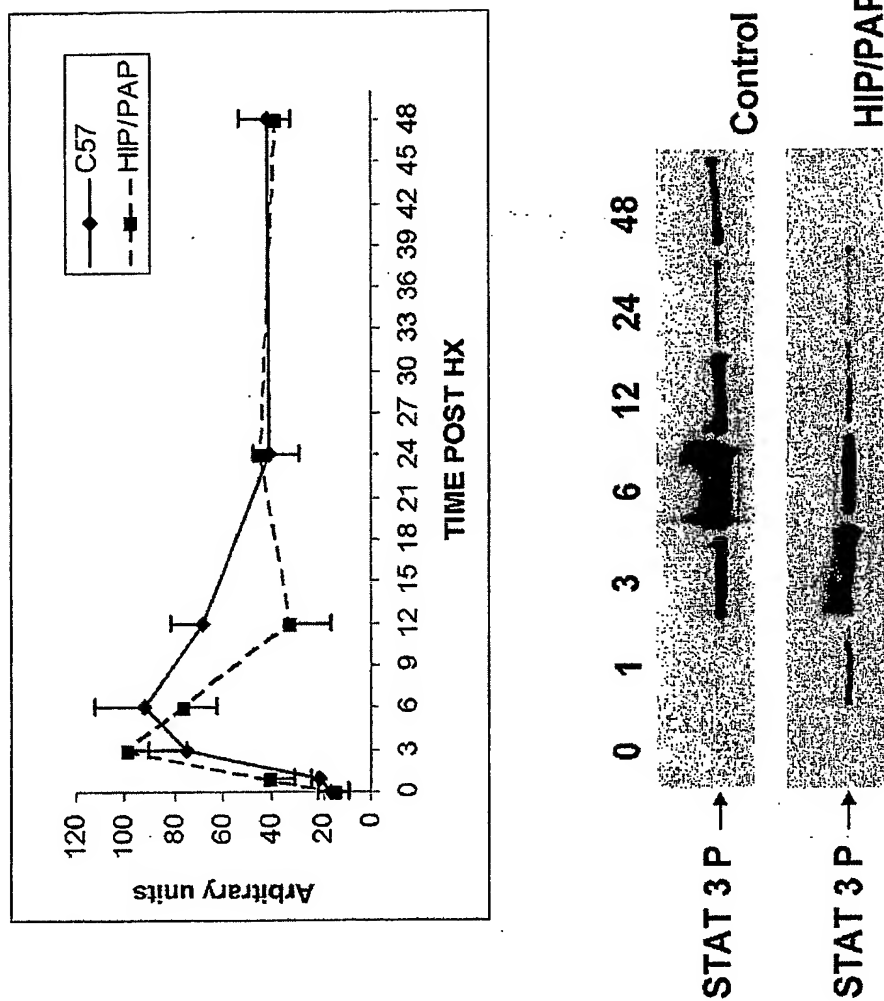 C57
HIP/PAP
120
100
80
60
40
20
0
Arbitrary units
0 3 6 9 12 15 18 21 24 27 30 33 36 39 42 45 48
TIME POST HX
0 1 3 6 12 24 48
STAT 3 P
Control
STAT 3 P
HIP/PAP